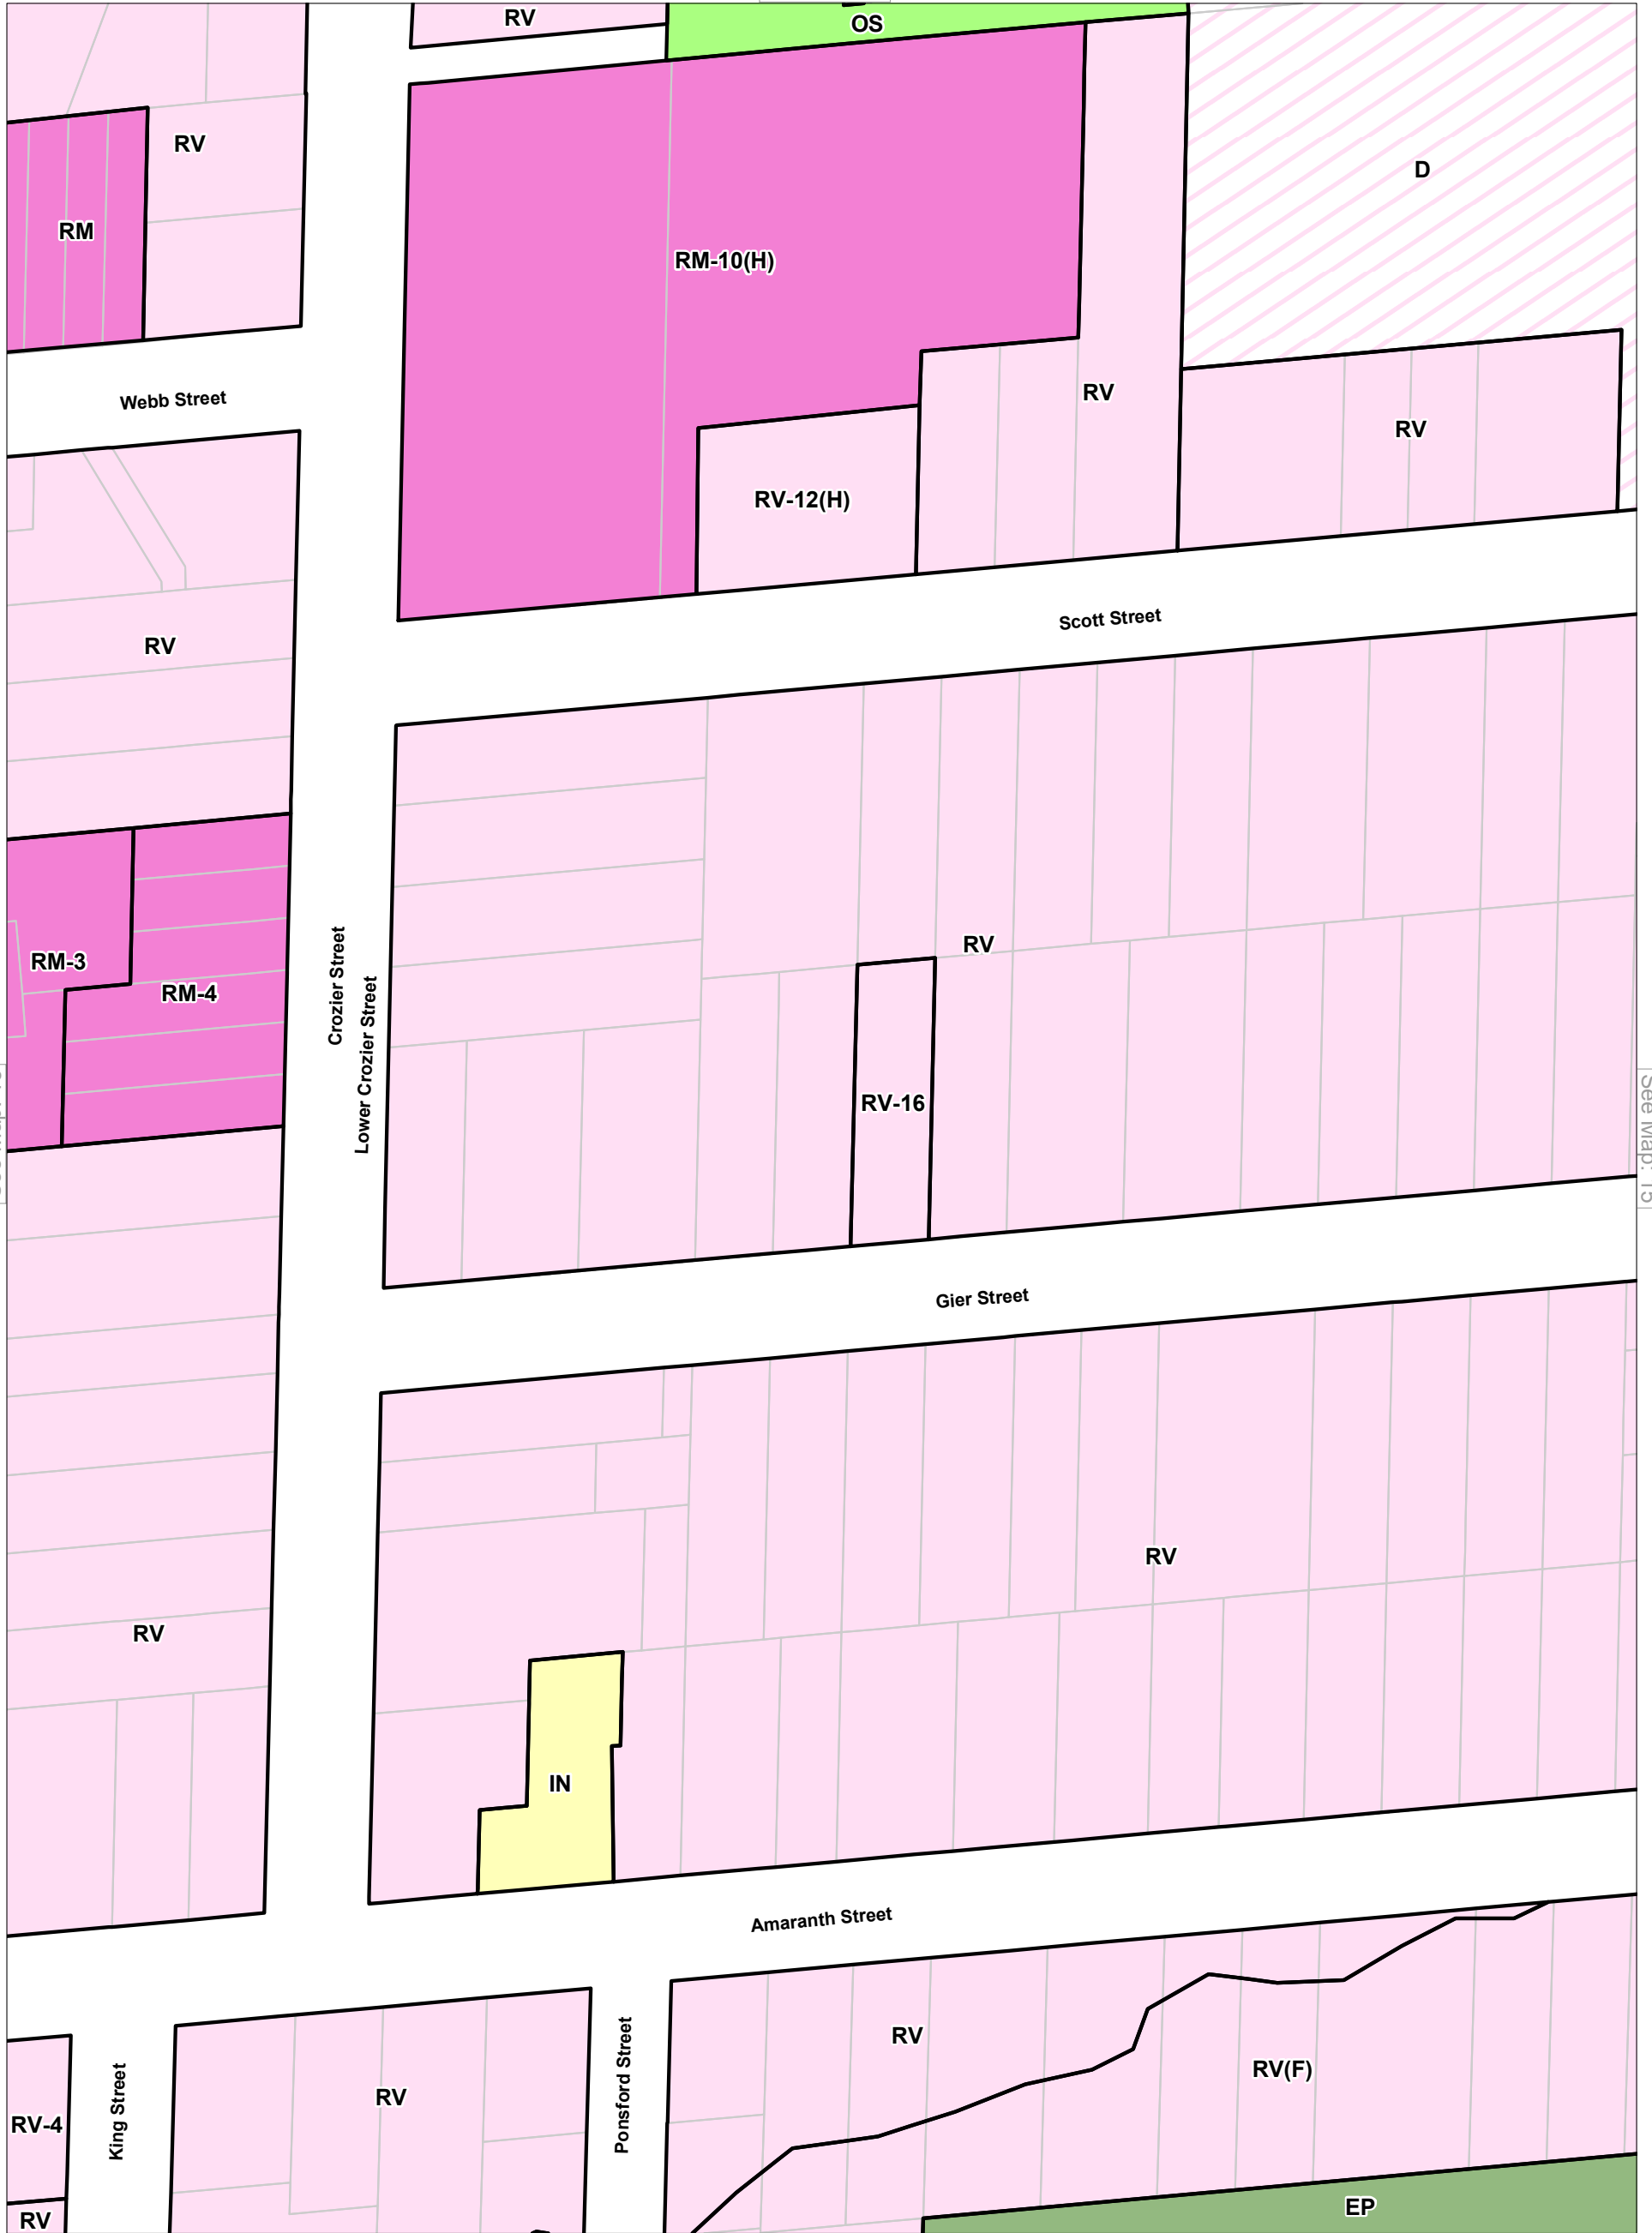 RV
OS
RV
D
RM
RM-10(H)
RV
Webb Street
RV
RV-12(H)
Scott Street
RV
RV
RM-3
RM-4
Crozier Street
Lower Crozier Street
RV-16
See Map: T5
Gier Street
RV
RV
IN
Amaranth Street
RV
RV(F)
RV
RV-4
King Street
Ponsford Street
EP
RV